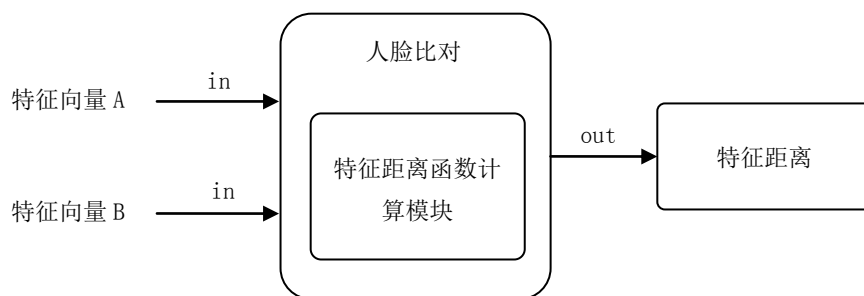 人脸比对
in
特征向量 A
out
特征距离函数计
算模块
特征距离
in
特征向量 B